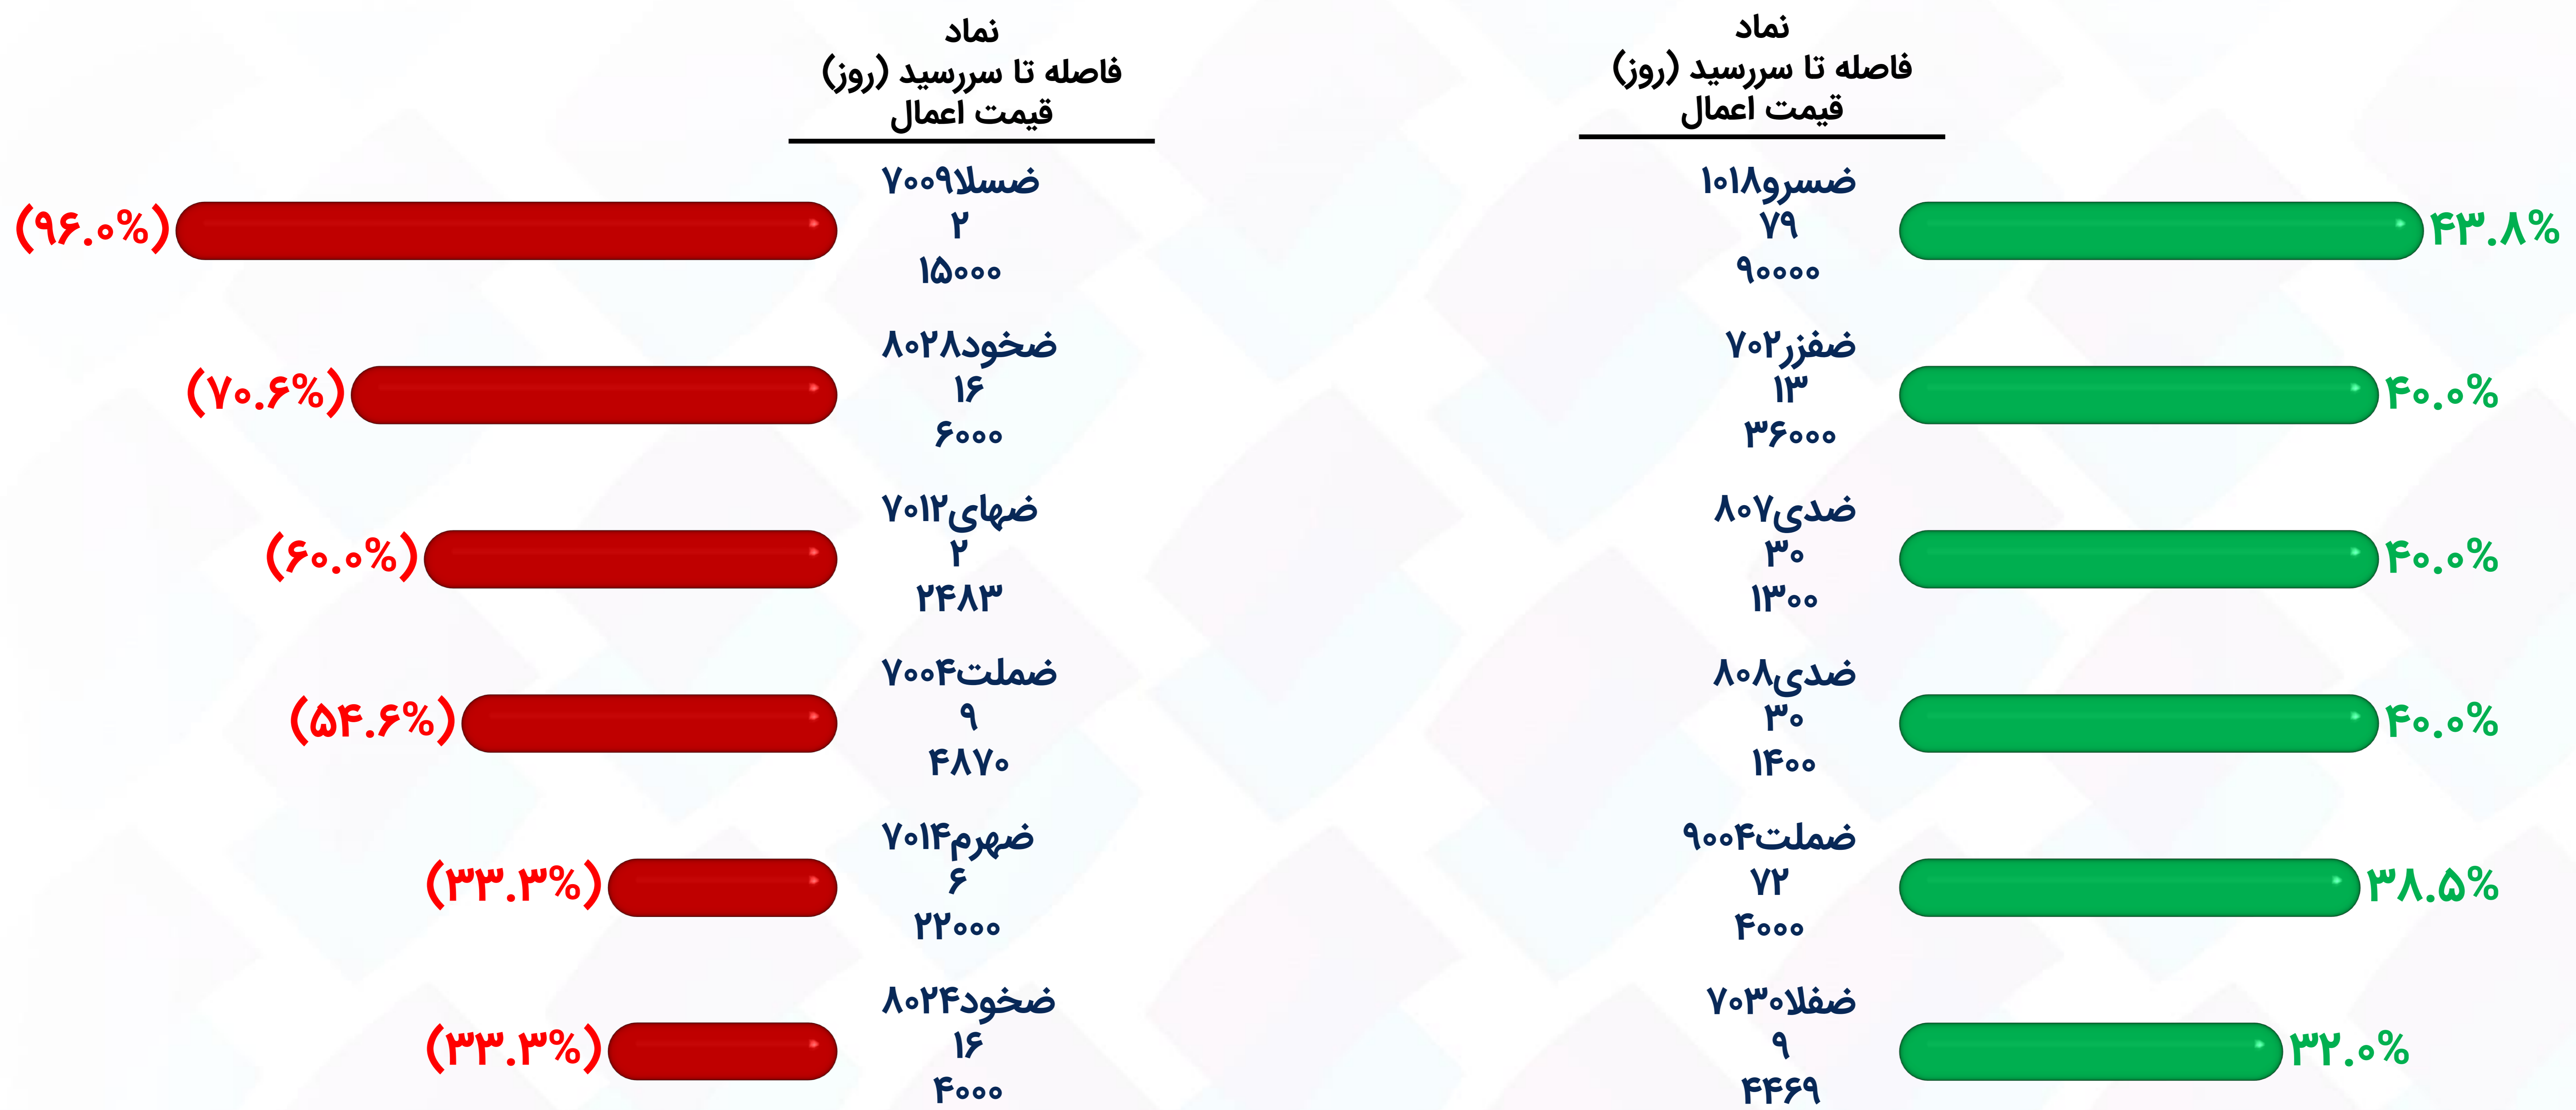 نماد
فاصله تا سررسید (روز)
قیمت اعمال
ضسرو۱۰۱۸
۷۹
۹۰۰۰۰
۴۳.۸%
ضفزر۷۰۲
۱۳
۳۶۰۰۰
۴۰.۰%
ضدی۸۰۷
۳۰
۱۳۰۰
۴۰.۰%
ضدی۸۰۸
۳۰
۱۴۰۰
۴۰.۰%
ضملت۹۰۰۴
۷۲
۴۰۰۰
۳۸.۵%
ضفلا۷۰۳۰
۹
۴۴۶۹
۳۲.۰%
نماد
فاصله تا سررسید (روز)
قیمت اعمال
ضسلا۷۰۰۹
۲
۱۵۰۰۰
(۹۶.۰%)
ضخود۸۰۲۸
۱۶
۶۰۰۰
(۷۰.۶%)
ضهای۷۰۱۲
۲
۲۴۸۳
(۶۰.۰%)
ضملت۷۰۰۴
۹
۴۸۷۰
(۵۴.۶%)
ضهرم۷۰۱۴
۶
۲۲۰۰۰
(۳۳.۳%)
ضخود۸۰۲۴
۱۶
۴۰۰۰
(۳۳.۳%)